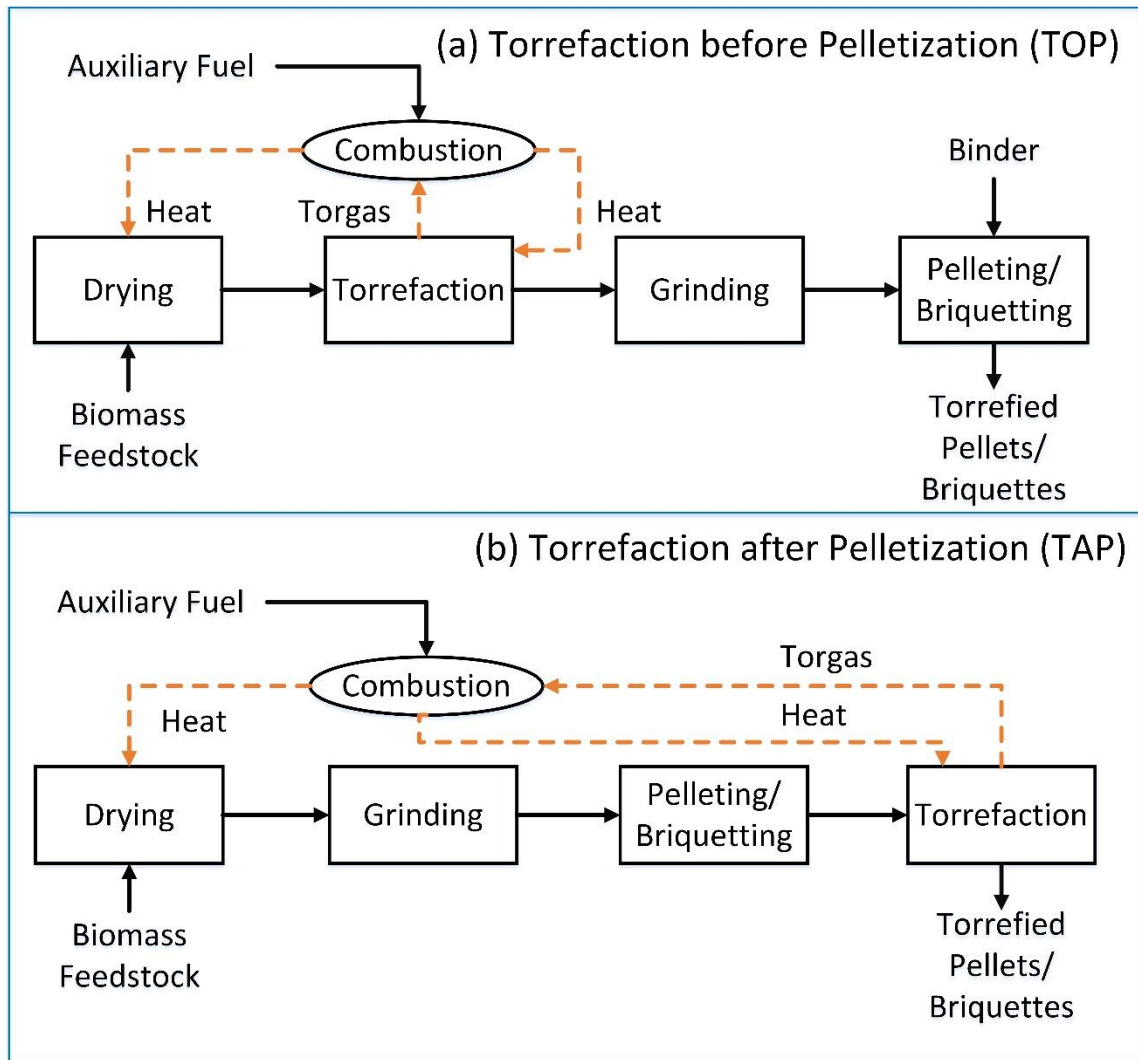 (a) Torrefaction before Pelletization (TOP)
Auxiliary Fuel
Combustion
Binder
Heat
Torgas
Heat
Drying
Torrefaction
Grinding
Pelleting/
Briquetting
Biomass
Feedstock
Torrefied
Pellets/
Briquettes
(b) Torrefaction after Pelletization (TAP)
Auxiliary Fuel
Torgas
Combustion
Heat
Heat
Drying
Grinding
Pelleting/
Briquetting
Torrefaction
Biomass
Feedstock
Torrefied
Pellets/
Briquettes